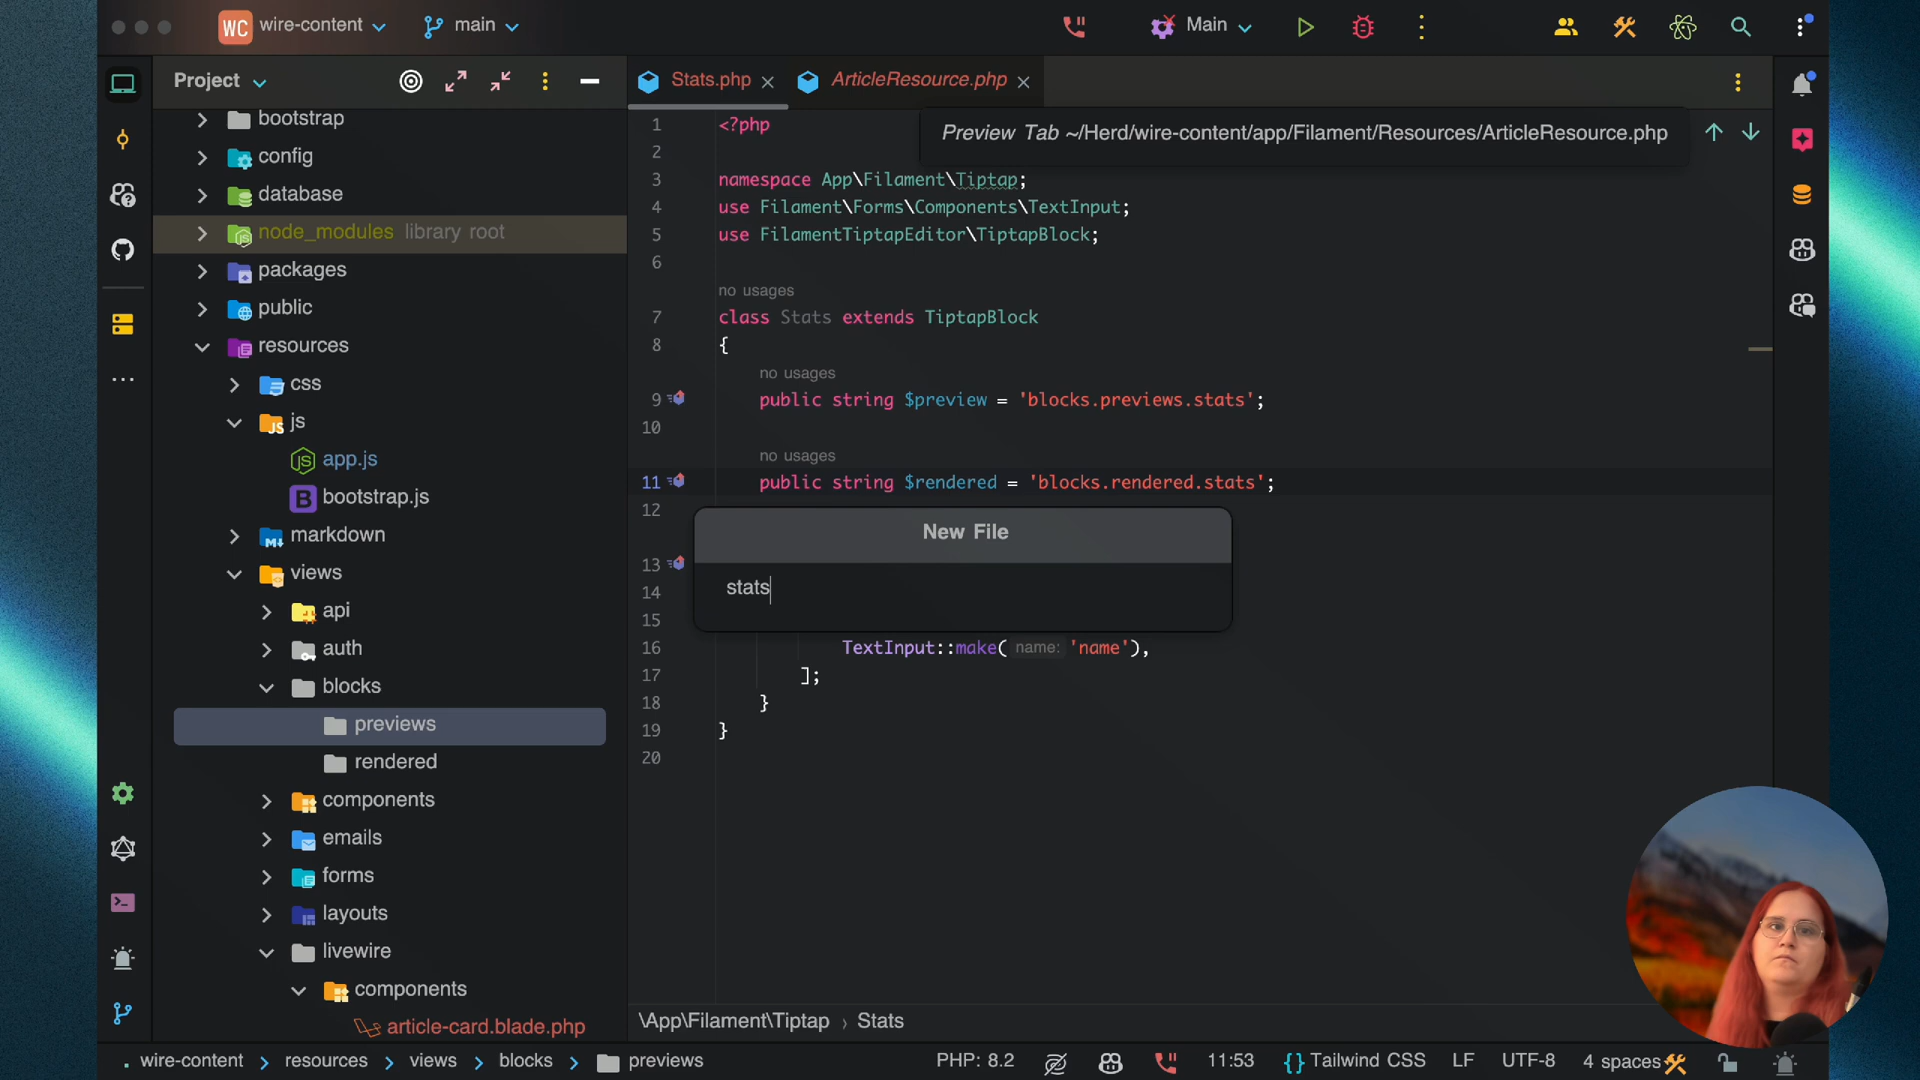 WC wire-content main Main
Project Stats.php ArticleResource.php
Preview Tab ~/Herd/wire-content/app/Filament/Resources/ArticleResource.php
bootstrap
config
database
node_modules library root
packages
public
resources
css
js
app.js
bootstrap.js
markdown
views
api
auth
blocks
previews
rendered
components
emails
forms
layouts
livewire
components
article-card.blade.php
1 <?php
2
3 namespace App\Filament\Tiptap;
4 use Filament\Forms\Components\TextInput;
5 use FilamentTiptapEditor\TiptapBlock;
6
no usages
7 class Stats extends TiptapBlock
8 {
no usages
9 public string $preview = 'blocks.previews.stats';
10
no usages
11 public string $rendered = 'blocks.rendered.stats';
12
New File
stats
13
14
15
16 TextInput::make( name: 'name'),
17 ];
18 }
19 }
20
\App\Filament\Tiptap › Stats
wire-content > resources > views > blocks > previews PHP: 8.2 11:53 {} Tailwind CSS LF UTF-8 4 spaces